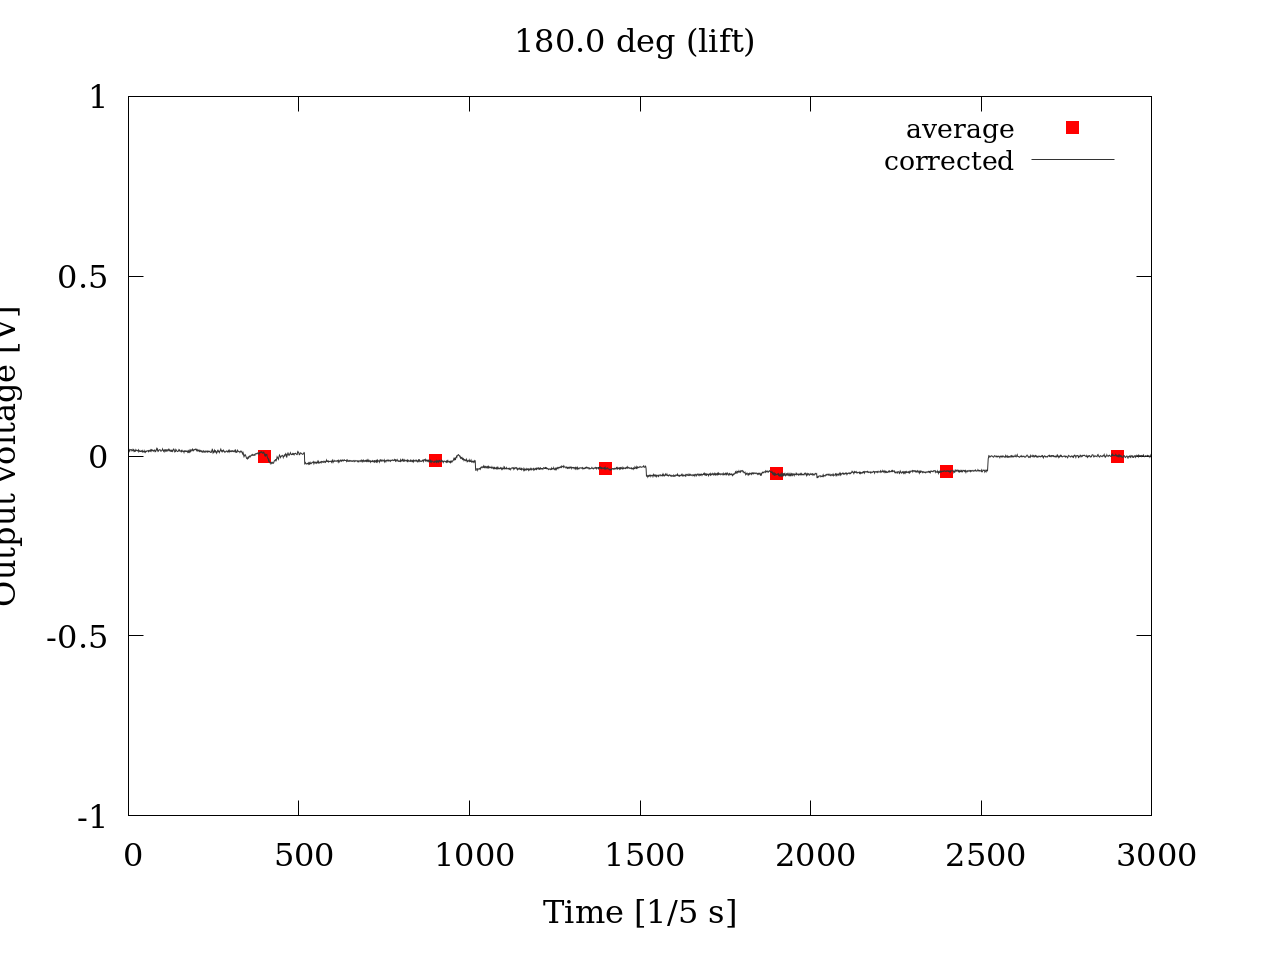 180.0 deg (lift)
average
corrected
1
0.5
0
-0.5
-1
Output voltage [V]
0 500 1000 1500 2000 2500 3000
Time [1/5 s]